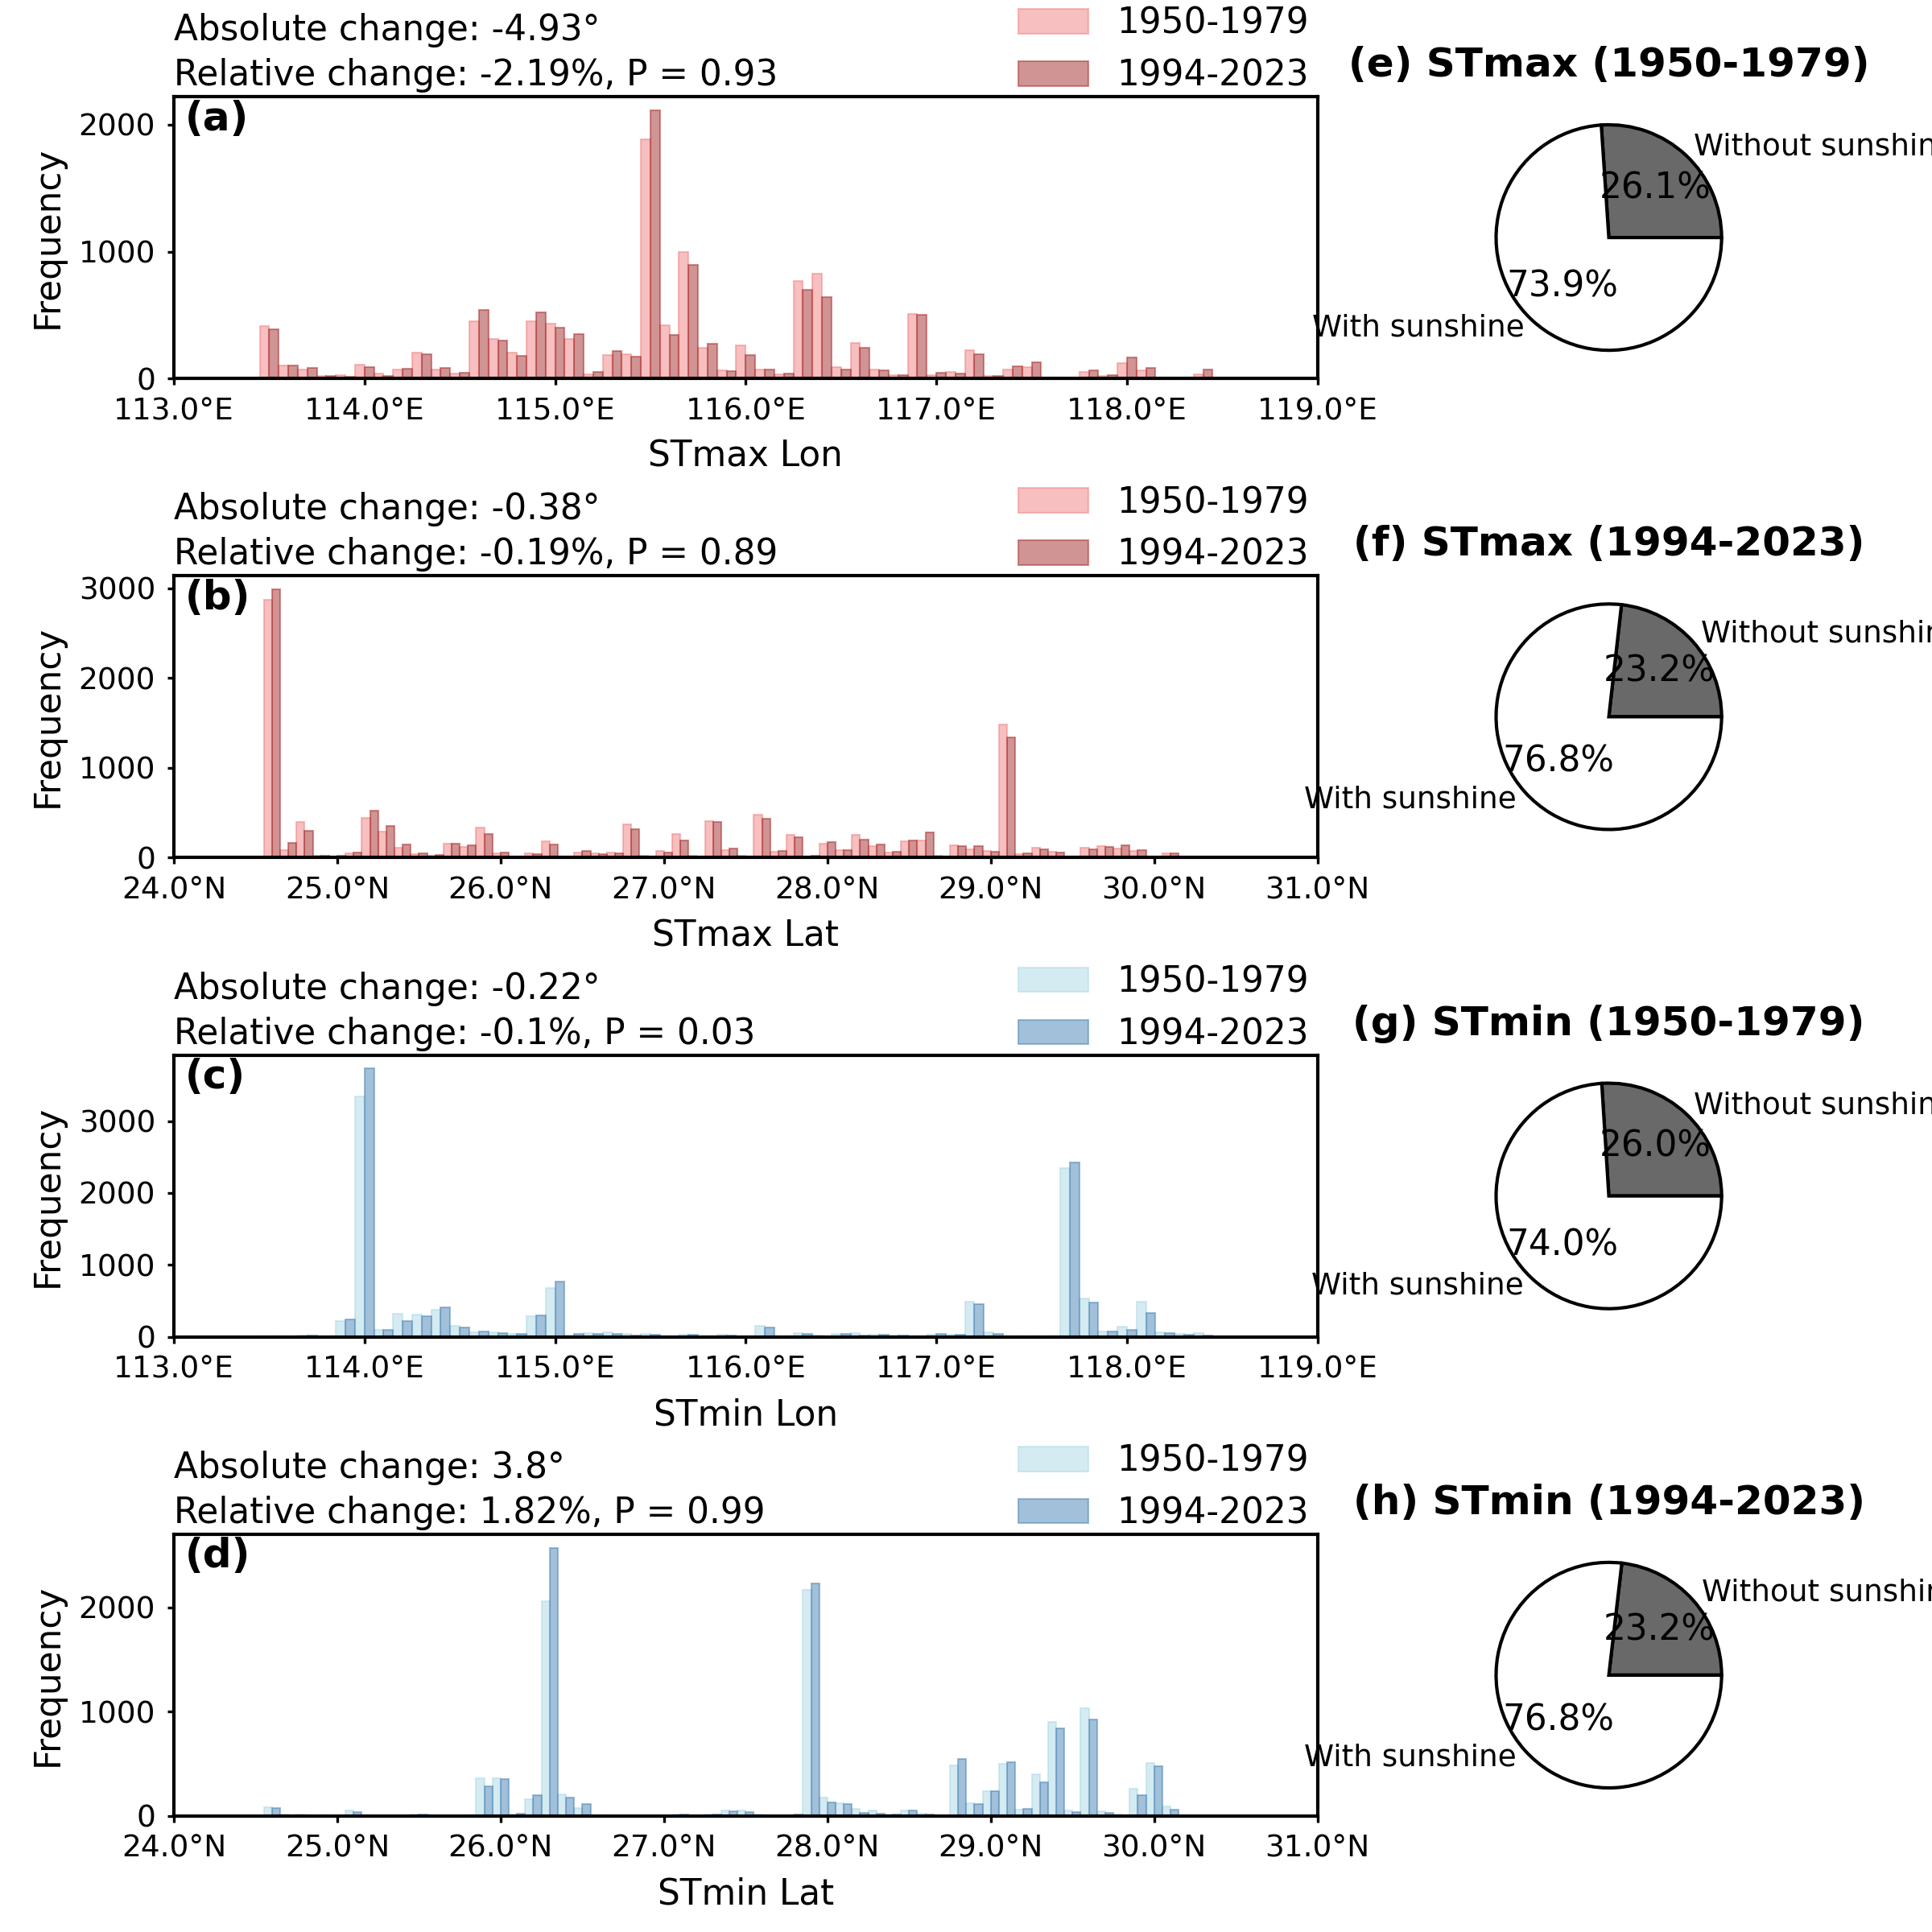 Absolute change: -4.93°
Relative change: -2.19%, P = 0.93
1950-1979
1994-2023
(a)
Frequency
2000
1000
0
113.0°E 114.0°E 115.0°E 116.0°E 117.0°E 118.0°E 119.0°E
STmax Lon
(e) STmax (1950-1979)
Without sunshin
26.1%
73.9%
With sunshine
Absolute change: -0.38°
Relative change: -0.19%, P = 0.89
1950-1979
1994-2023
(b)
Frequency
3000
2000
1000
0
24.0°N 25.0°N 26.0°N 27.0°N 28.0°N 29.0°N 30.0°N 31.0°N
STmax Lat
(f) STmax (1994-2023)
Without sunshin
23.2%
76.8%
With sunshine
Absolute change: -0.22°
Relative change: -0.1%, P = 0.03
1950-1979
1994-2023
(c)
Frequency
3000
2000
1000
0
113.0°E 114.0°E 115.0°E 116.0°E 117.0°E 118.0°E 119.0°E
STmin Lon
(g) STmin (1950-1979)
Without sunshin
26.0%
74.0%
With sunshine
Absolute change: 3.8°
Relative change: 1.82%, P = 0.99
1950-1979
1994-2023
(d)
Frequency
2000
1000
0
24.0°N 25.0°N 26.0°N 27.0°N 28.0°N 29.0°N 30.0°N 31.0°N
STmin Lat
(h) STmin (1994-2023)
Without sunshin
23.2%
76.8%
With sunshine